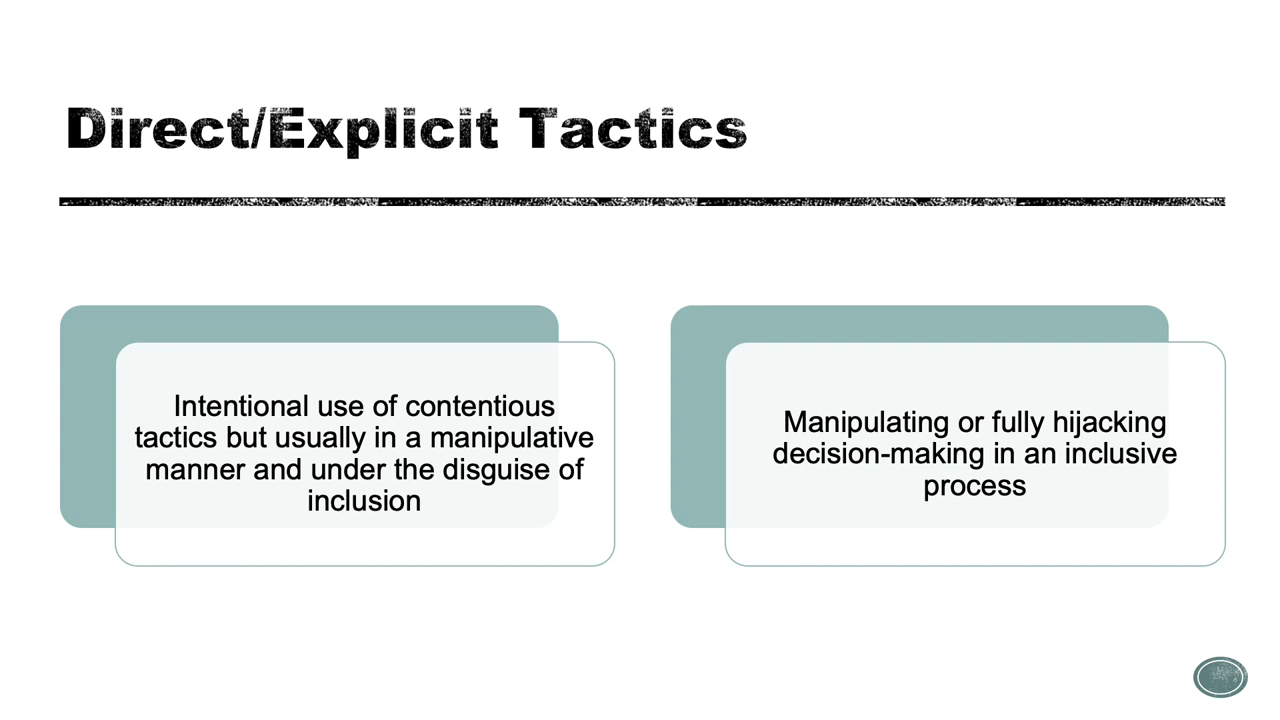 Direct/Explicit Tactics
Intentional use of contentious
tactics but usually in a manipulative
manner and under the disguise of
inclusion
Manipulating or fully hijacking
decision-making in an inclusive
process